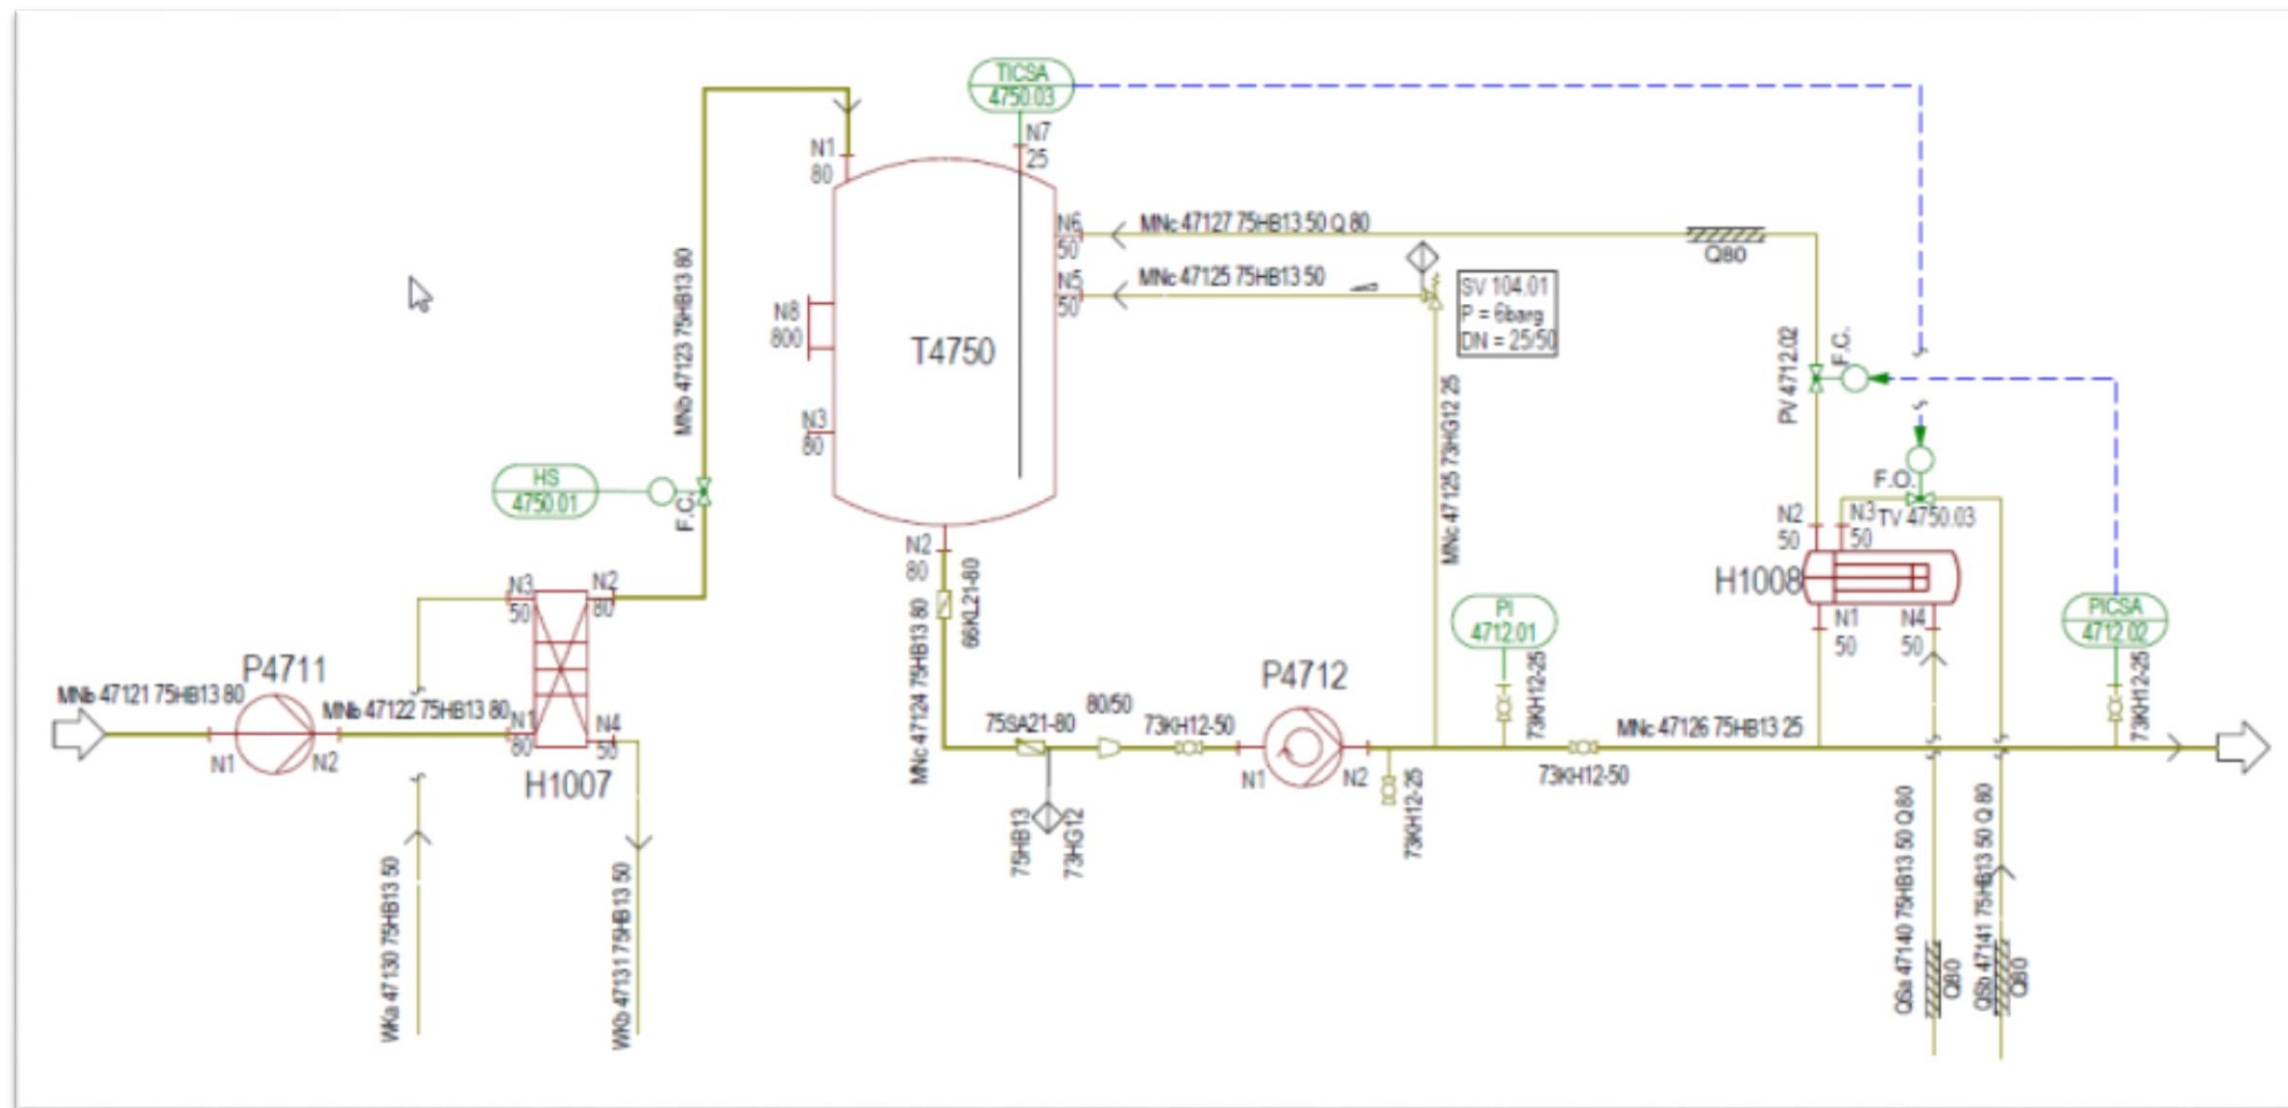 TICSA
4750.03
N7
25
N1
80
N6
50
MNc 47127 75HB13 50 Q 80
Q80
N5
50
MNc 47125 75HB13 50
SV 104.01
P = 6barg
DN = 25/50
MNb 47123 75HB13 80
N8
800
T4750
N3
80
PV 4712.02
F.C.
MNc 47125 73HG12 25
HS
4750.01
F.C.
F.O.
TV 4750.03
N2
50
N3
50
H1008
N1
50
N4
50
N2
80
66KL21-80
MNc 47124 75HB13 80
N3
50
N2
80
PI
4712.01
73KH12-25
PICSA
4712.02
73KH12-25
P4711
MNb 47121 75HB13 80
MNb 47122 75HB13 80
N1
N2
N1
80
N4
50
H1007
75SA21-80
80/50
73KH12-50
P4712
N1
N2
73KH12-25
MNc 47126 75HB13 25
73KH12-50
75HB13
73HG12
WKa 47130 75HB13 50
WKb 47131 75HB13 50
QSa 47140 75HB13 50 Q 80
Q80
QSb 47141 75HB13 50 Q 80
Q80